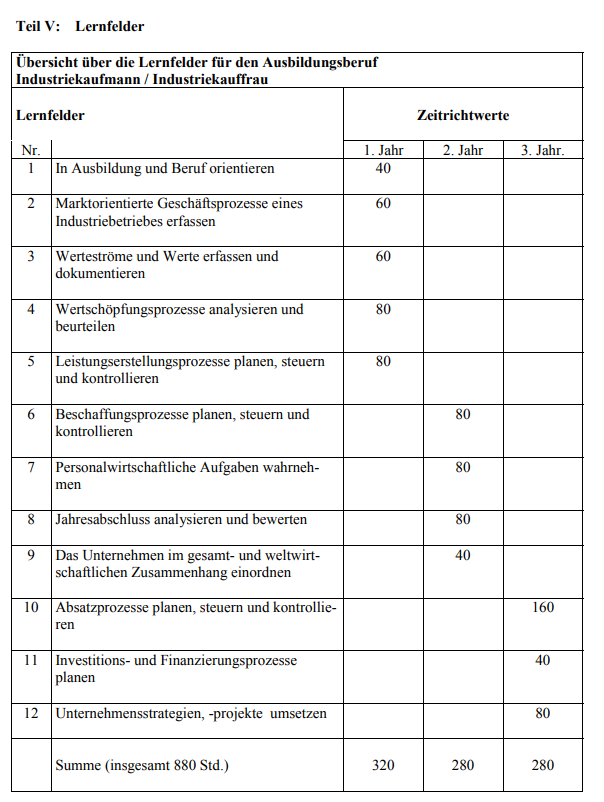 Teil V: Lernfelder
Übersicht über die Lernfelder für den Ausbildungsberuf
Industriekaufmann / Industriekauffrau
Lernfelder Zeitrichtwerte
Nr. 1. Jahr 2. Jahr 3. Jahr.
1 In Ausbildung und Beruf orientieren 40
2 Marktorientierte Geschäftsprozesse eines 60
Industriebetriebes erfassen
3 Werteströme und Werte erfassen und 60
dokumentieren
4 Wertschöpfungsprozesse analysieren und 80
beurteilen
5 Leistungserstellungsprozesse planen, steuern 80
und kontrollieren
6 Beschaffungsprozesse planen, steuern und 80
kontrollieren
7 Personalwirtschaftliche Aufgaben wahrneh- 80
men
8 Jahresabschluss analysieren und bewerten 80
9 Das Unternehmen im gesamt- und weltwirt- 40
schaftlichen Zusammenhang einordnen
10 Absatzprozesse planen, steuern und kontrollie- 160
ren
11 Investitions- und Finanzierungsprozesse 40
planen
12 Unternehmensstrategien, -projekte umsetzen 80
Summe (insgesamt 880 Std.) 320 280 280